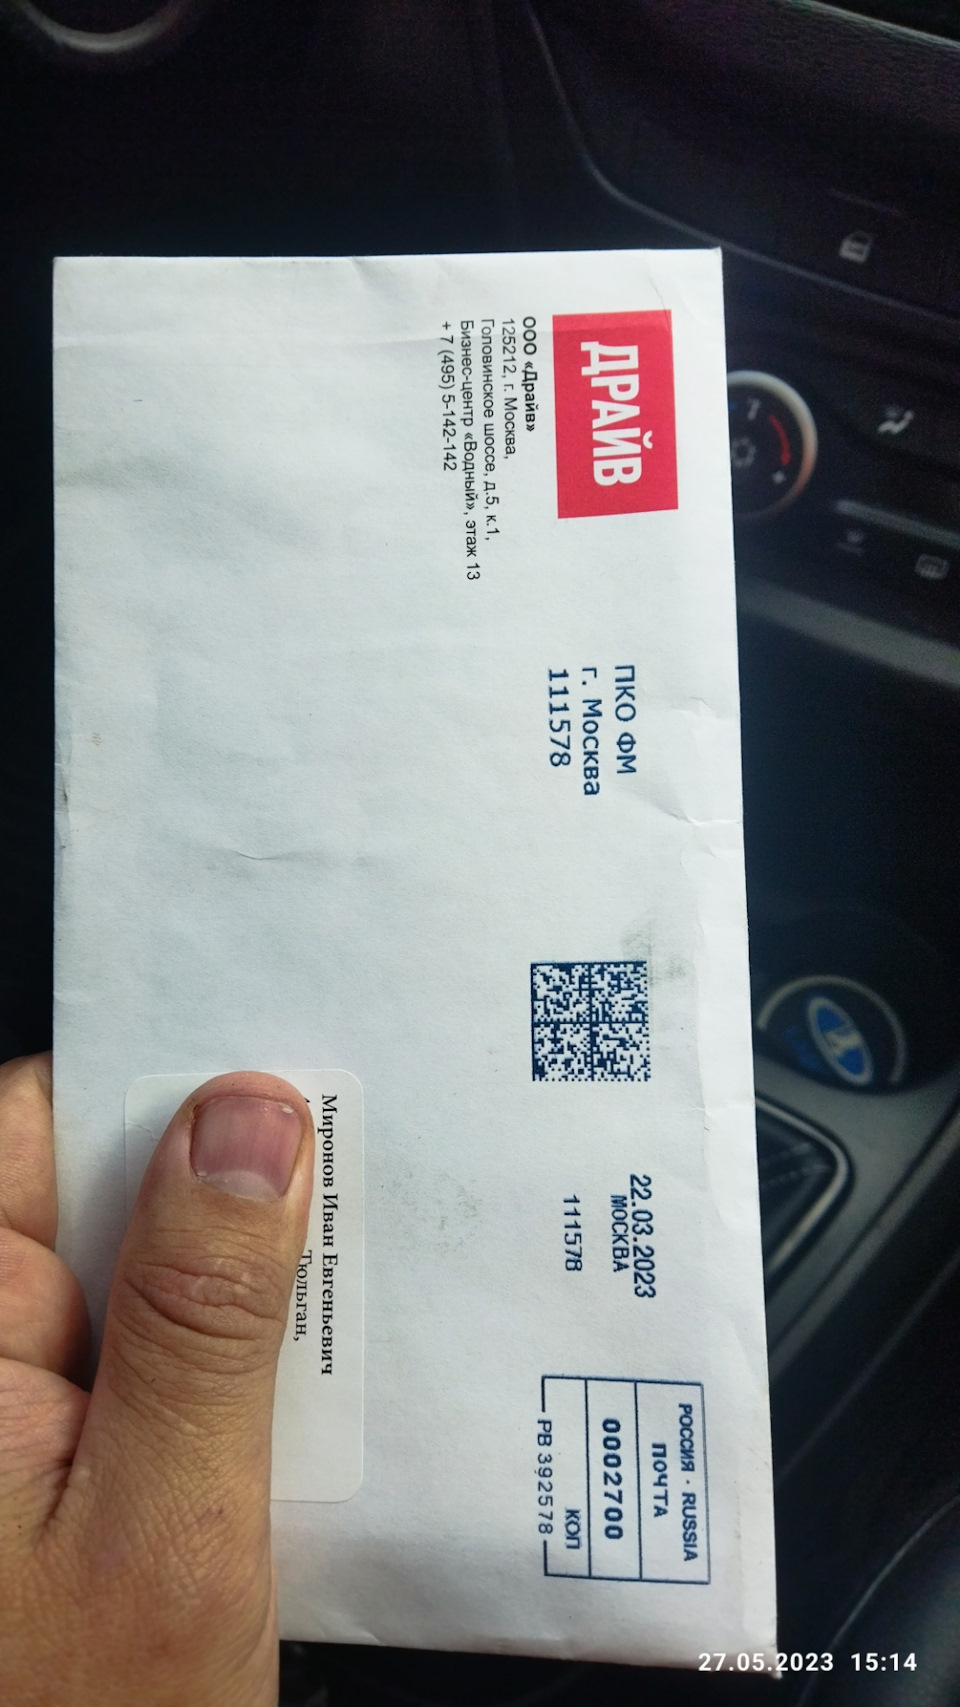 ДРАЙВ
ООО «Драйв»
125212, г. Москва,
Головинское шоссе, д.5, к.1,
Бизнес-центр «Водный», этаж 13
+ 7 (495) 5-142-142
ПКО ФМ
г. Москва
111578
22.03.2023
МОСКВА
111578
РОССИЯ · RUSSIA
ПОЧТА
0002700
КОП
РВ 392578
Миронов Иван Евгеньевич
Тюльган,
27.05.2023 15:14